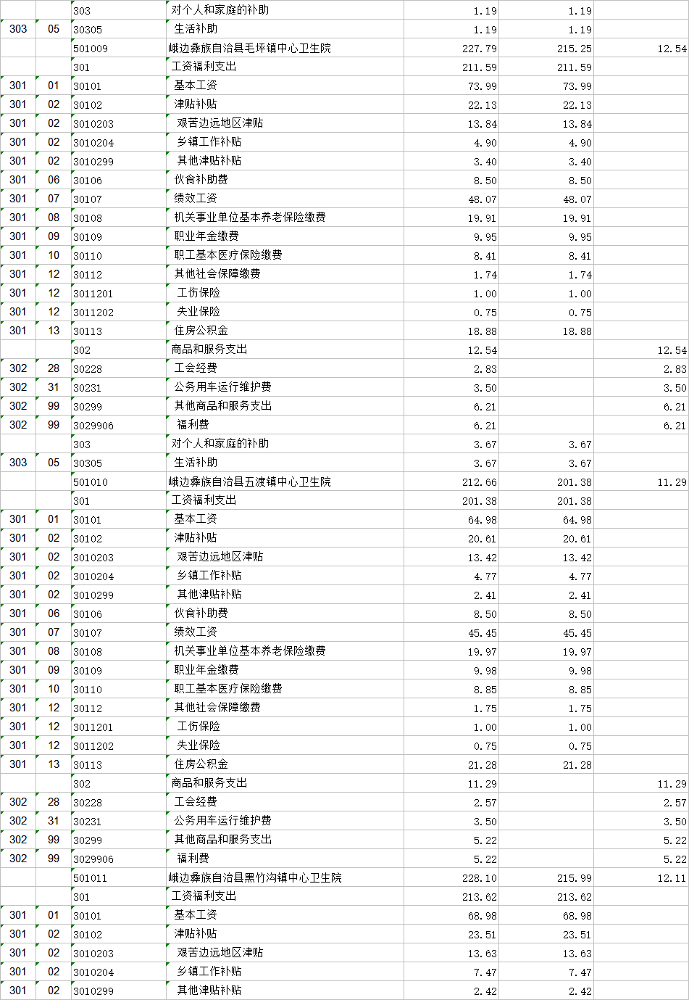 303 对个人和家庭的补助 1.19 1.19
303 05 30305 生活补助 1.19 1.19
501009 峨边彝族自治县毛坪镇中心卫生院 227.79 215.25 12.54
301 工资福利支出 211.59 211.59
301 01 30101 基本工资 73.99 73.99
301 02 30102 津贴补贴 22.13 22.13
301 02 3010203 艰苦边远地区津贴 13.84 13.84
301 02 3010204 乡镇工作补贴 4.90 4.90
301 02 3010299 其他津贴补贴 3.40 3.40
301 06 30106 伙食补助费 8.50 8.50
301 07 30107 绩效工资 48.07 48.07
301 08 30108 机关事业单位基本养老保险缴费 19.91 19.91
301 09 30109 职业年金缴费 9.95 9.95
301 10 30110 职工基本医疗保险缴费 8.41 8.41
301 12 30112 其他社会保障缴费 1.74 1.74
301 12 3011201 工伤保险 1.00 1.00
301 12 3011202 失业保险 0.75 0.75
301 13 30113 住房公积金 18.88 18.88
302 商品和服务支出 12.54 12.54
302 28 30228 工会经费 2.83 2.83
302 31 30231 公务用车运行维护费 3.50 3.50
302 99 30299 其他商品和服务支出 6.21 6.21
302 99 3029906 福利费 6.21 6.21
303 对个人和家庭的补助 3.67 3.67
303 05 30305 生活补助 3.67 3.67
501010 峨边彝族自治县五渡镇中心卫生院 212.66 201.38 11.29
301 工资福利支出 201.38 201.38
301 01 30101 基本工资 64.98 64.98
301 02 30102 津贴补贴 20.61 20.61
301 02 3010203 艰苦边远地区津贴 13.42 13.42
301 02 3010204 乡镇工作补贴 4.77 4.77
301 02 3010299 其他津贴补贴 2.41 2.41
301 06 30106 伙食补助费 8.50 8.50
301 07 30107 绩效工资 45.45 45.45
301 08 30108 机关事业单位基本养老保险缴费 19.97 19.97
301 09 30109 职业年金缴费 9.98 9.98
301 10 30110 职工基本医疗保险缴费 8.85 8.85
301 12 30112 其他社会保障缴费 1.75 1.75
301 12 3011201 工伤保险 1.00 1.00
301 12 3011202 失业保险 0.75 0.75
301 13 30113 住房公积金 21.28 21.28
302 商品和服务支出 11.29 11.29
302 28 30228 工会经费 2.57 2.57
302 31 30231 公务用车运行维护费 3.50 3.50
302 99 30299 其他商品和服务支出 5.22 5.22
302 99 3029906 福利费 5.22 5.22
501011 峨边彝族自治县黑竹沟镇中心卫生院 228.10 215.99 12.11
301 工资福利支出 213.62 213.62
301 01 30101 基本工资 68.98 68.98
301 02 30102 津贴补贴 23.51 23.51
301 02 3010203 艰苦边远地区津贴 13.63 13.63
301 02 3010204 乡镇工作补贴 7.47 7.47
301 02 3010299 其他津贴补贴 2.42 2.42